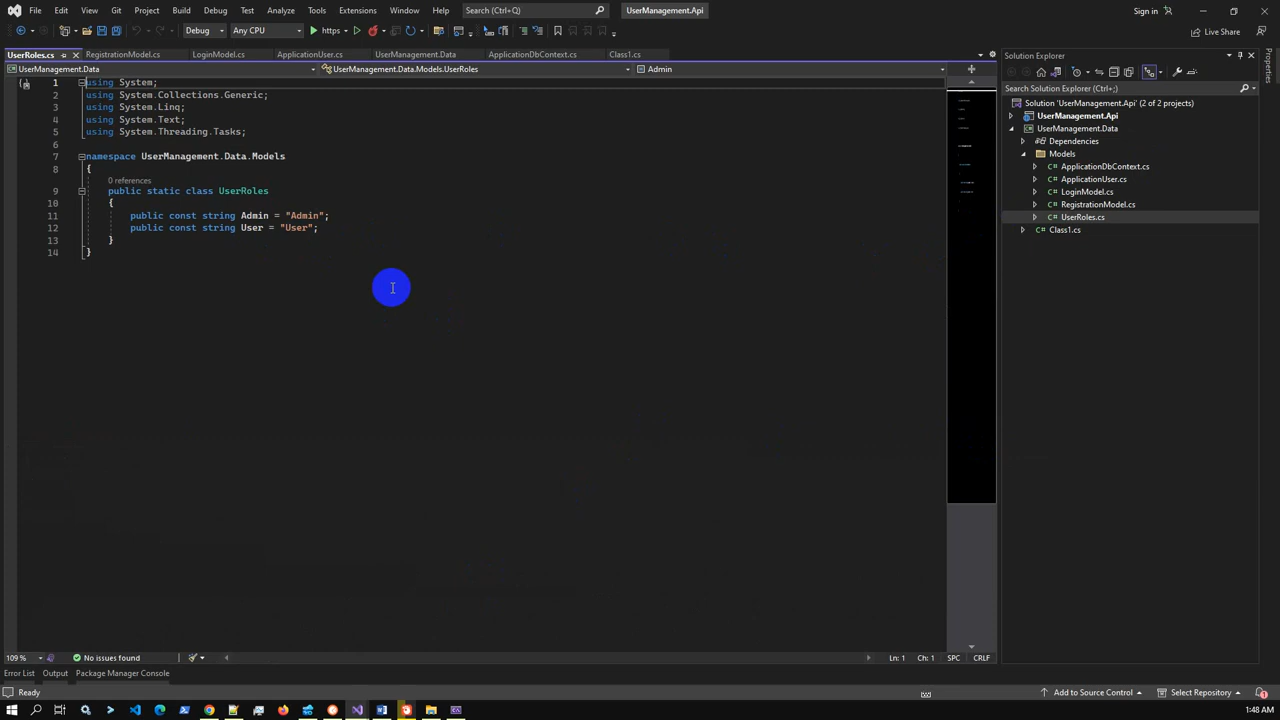 File Edit View Git Project Build Debug Test Analyze Tools Extensions Window Help Search (Ctrl+Q) UserManagement.Api Sign in
Debug Any CPU https Live Share
UserRoles.cs RegistrationModel.cs LoginModel.cs ApplicationUser.cs UserManagement.Data ApplicationDbContext.cs Class1.cs
UserManagement.Data UserManagement.Data.Models.UserRoles Admin
1 using System;
2 using System.Collections.Generic;
3 using System.Linq;
4 using System.Text;
5 using System.Threading.Tasks;
6
7 namespace UserManagement.Data.Models
8 {
0 references
9 public static class UserRoles
10 {
11 public const string Admin = "Admin";
12 public const string User = "User";
13 }
14 }
Solution Explorer
Search Solution Explorer (Ctrl+;)
Solution 'UserManagement.Api' (2 of 2 projects)
UserManagement.Api
UserManagement.Data
Dependencies
Models
ApplicationDbContext.cs
ApplicationUser.cs
LoginModel.cs
RegistrationModel.cs
UserRoles.cs
Class1.cs
Properties
109 % No issues found Ln: 1 Ch: 1 SPC CRLF
Error List Output Package Manager Console
Ready Add to Source Control Select Repository 1
1:48 AM